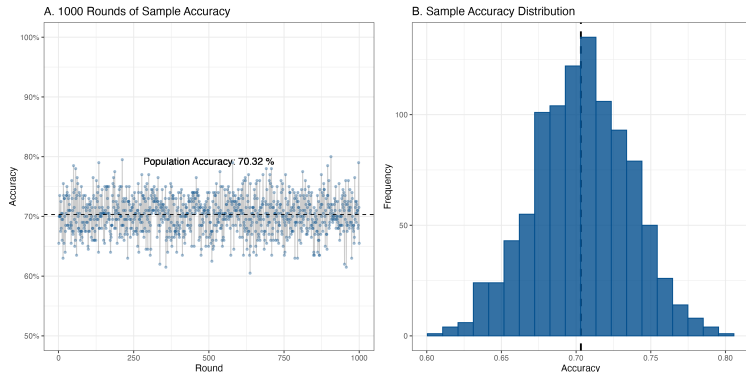 A. 1000 Rounds of Sample Accuracy
100%
90%
80%
70%
60%
50%
Accuracy
Population Accuracy: 70.32 %
0
250
500
750
1000
Round
B. Sample Accuracy Distribution
100
50
0
Frequency
0.60
0.65
0.70
0.75
0.80
Accuracy